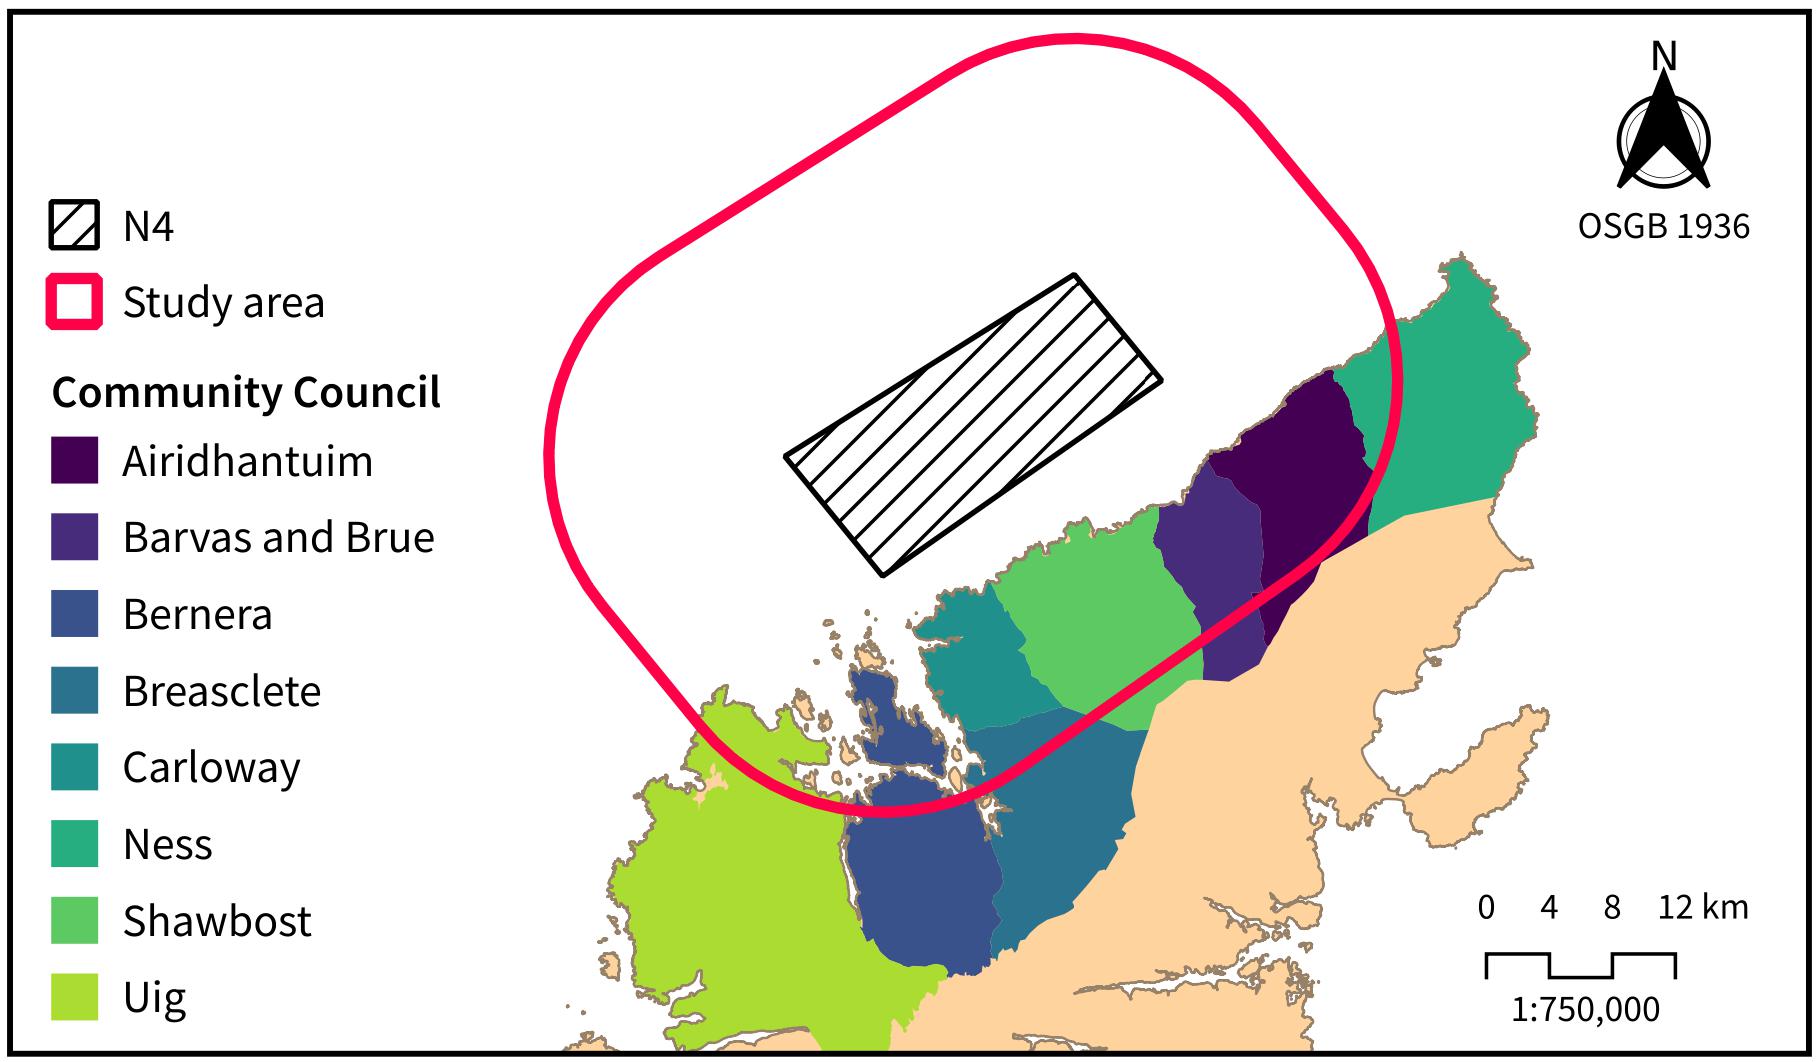 N
OSGB 1936
N4
Study area
Community Council
Airidhantuim
Barvas and Brue
Bernera
Breasclete
Carloway
Ness
Shawbost
Uig
0 4 8 12 km
1:750,000